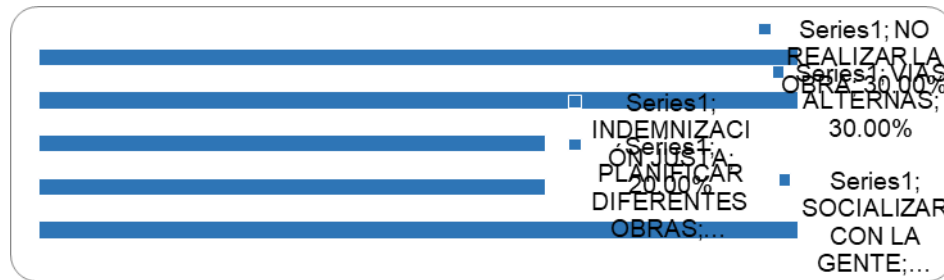 Series1; NO
REALIZAR LA
OBRA; 30.00%
Series1; VIAS
ALTERNAS;
30.00%
Series1;
INDEMNIZACI
ÓN JUSTA;
20.00%
Series1;
PLANIFICAR
DIFERENTES
OBRAS;...
Series1;
SOCIALIZAR
CON LA
GENTE;...